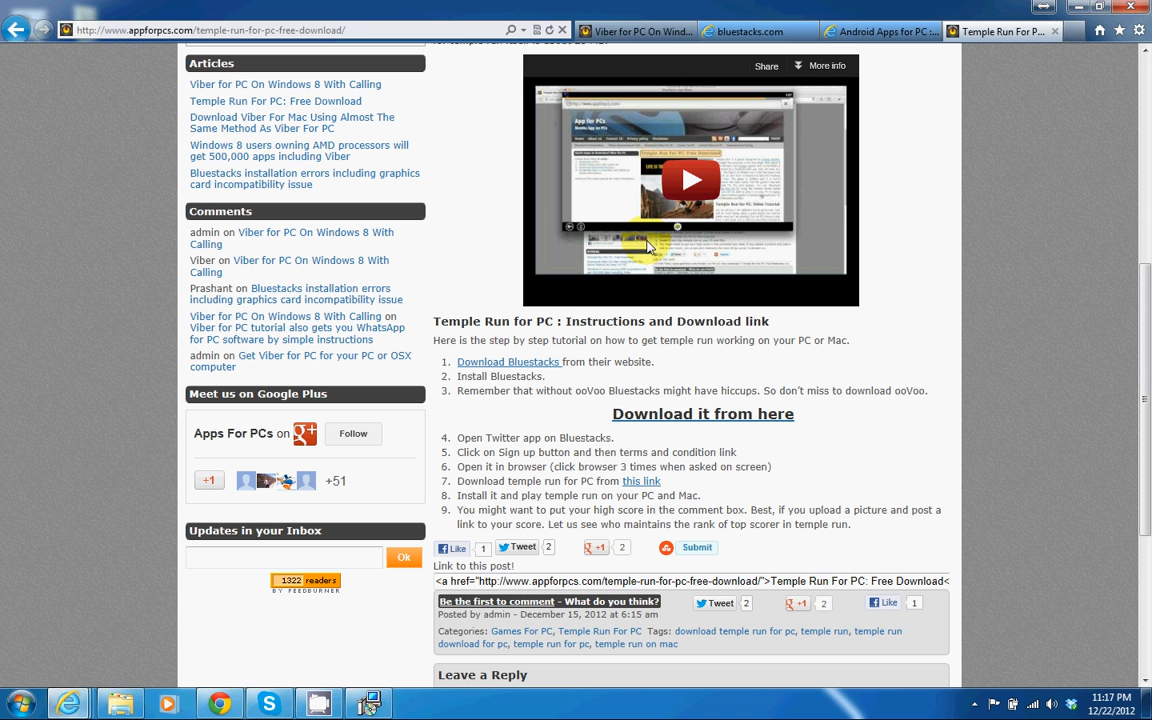 http://www.appforpcs.com/temple-run-for-pc-free-download/
Viber for PC On Wind...
bluestacks.com
Android Apps for PC :...
Temple Run For P...
Articles
Viber for PC On Windows 8 With Calling
Temple Run For PC: Free Download
Download Viber For Mac Using Almost The
Same Method As Viber For PC
Windows 8 users owning AMD processors will
get 500,000 apps including Viber
Bluestacks installation errors including graphics
card incompatibility issue
Comments
admin on Viber for PC On Windows 8 With
Calling
Viber on Viber for PC On Windows 8 With
Calling
Prashant on Bluestacks installation errors
including graphics card incompatibility issue
Viber for PC On Windows 8 With Calling on
Viber for PC tutorial also gets you WhatsApp
for PC software by simple instructions
admin on Get Viber for PC for your PC or OSX
computer
Meet us on Google Plus
Apps For PCs on g+ Follow
+1 +51
Updates in your Inbox
Ok
1322 readers
BY FEEDBURNER
Share More info
App for PCs
Temple Run for PC : Instructions and Download link
Here is the step by step tutorial on how to get temple run working on your PC or Mac.
1. Download Bluestacks from their website.
2. Install Bluestacks.
3. Remember that without ooVoo Bluestacks might have hiccups. So don't miss to download ooVoo.
Download it from here
4. Open Twitter app on Bluestacks.
5. Click on Sign up button and then terms and condition link
6. Open it in browser (click browser 3 times when asked on screen)
7. Download temple run for PC from this link
8. Install it and play temple run on your PC and Mac.
9. You might want to put your high score in the comment box. Best, if you upload a picture and post a
link to your score. Let us see who maintains the rank of top scorer in temple run.
Like 1 Tweet 2 +1 2 Submit
Link to this post!
<a href="http://www.appforpcs.com/temple-run-for-pc-free-download/">Temple Run For PC: Free Download<
Be the first to comment - What do you think? Tweet 2 +1 2 Like 1
Posted by admin - December 15, 2012 at 6:15 am
Categories: Games For PC, Temple Run For PC Tags: download temple run for pc, temple run, temple run
download for pc, temple run for pc, temple run on mac
Leave a Reply
11:17 PM
12/22/2012